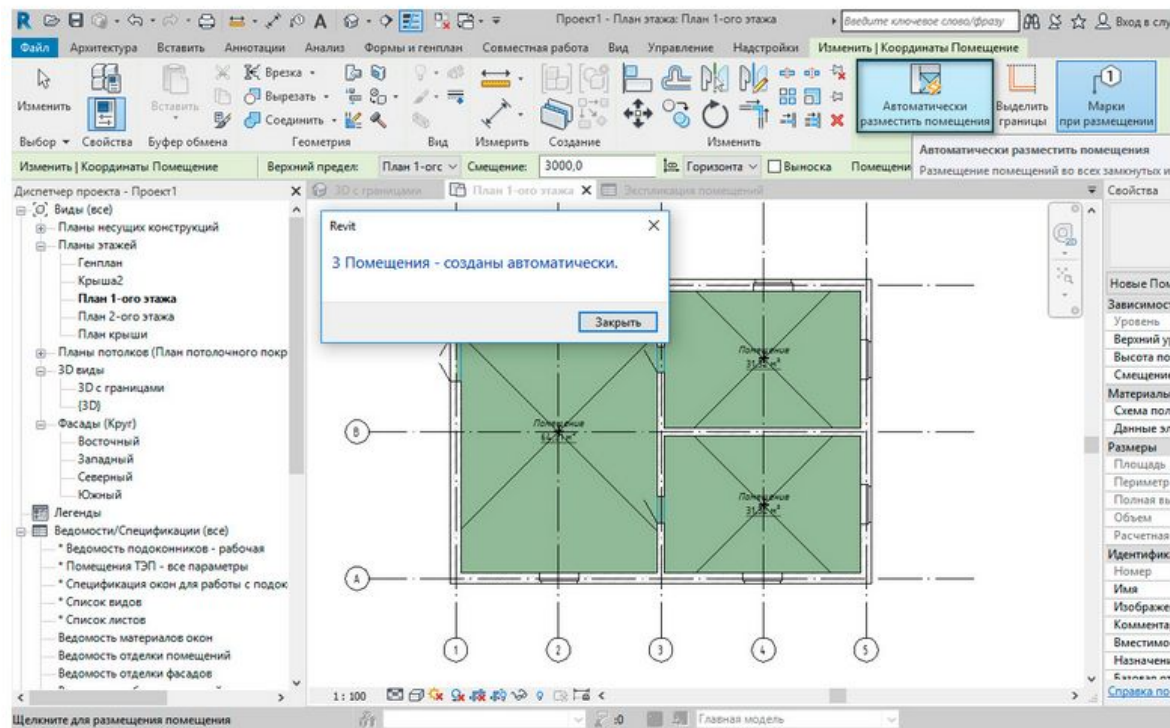 Проект1 - План этажа: План 1-ого этажа
Введите ключевое слово/фразу
Вход в слу
Файл Архитектура Вставить Аннотации Анализ Формы и генплан Совместная работа Вид Управление Надстройки Изменить | Координаты Помещение
Изменить
Вставить
Врезка
Вырезать
Соединить
Автоматически разместить помещения
Выделить границы
Марки при размещении
Выбор Свойства Буфер обмена Геометрия Вид Измерить Создание Изменить
Автоматически разместить помещения
Размещение помещений во всех замкнутых и
Изменить | Координаты Помещение Верхний предел: План 1-огс Смещение: 3000,0 Горизонта Выноска Помещени
Диспетчер проекта - Проект1
3D с границами План 1-ого этажа Экспликация помещений
Свойства
Виды (все)
Планы несущих конструкций
Планы этажей
Генплан
Крыша2
План 1-ого этажа
План 2-ого этажа
План крыши
Планы потолков (План потолочного покр
3D виды
3D с границами
{3D}
Фасады (Круг)
Восточный
Западный
Северный
Южный
Легенды
Ведомости/Спецификации (все)
* Ведомость подоконников - рабочая
* Помещения ТЭП - все параметры
* Спецификация окон для работы с подок
* Список видов
* Список листов
Ведомость материалов окон
Ведомость отделки помещений
Ведомость отделки фасадов
Revit
3 Помещения - созданы автоматически.
Закрыть
Помещение
Помещение
Помещение
В
А
1 2 3 4 5
Новые Пом
Зависимост
Уровень
Верхний ур
Высота по
Смещение
Материалы
Схема пол
Данные эл
Размеры
Площадь
Периметр
Полная вы
Объем
Расчетная
Идентифик
Номер
Имя
Изображе
Коммента
Вместимо
Назначени
Справка по
1 : 100
Щелкните для размещения помещения
:0
Главная модель